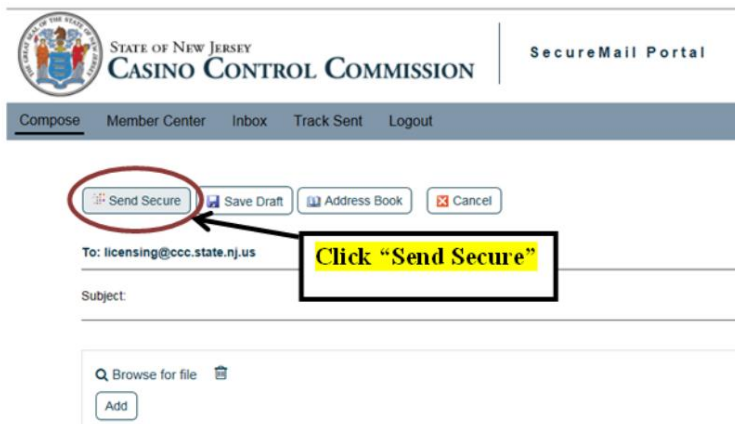 STATE OF NEW JERSEY
CASINO CONTROL COMMISSION
SecureMail Portal
Compose Member Center Inbox Track Sent Logout
Send Secure Save Draft Address Book Cancel
To: licensing@ccc.state.nj.us
Click “Send Secure”
Subject:
Browse for file
Add